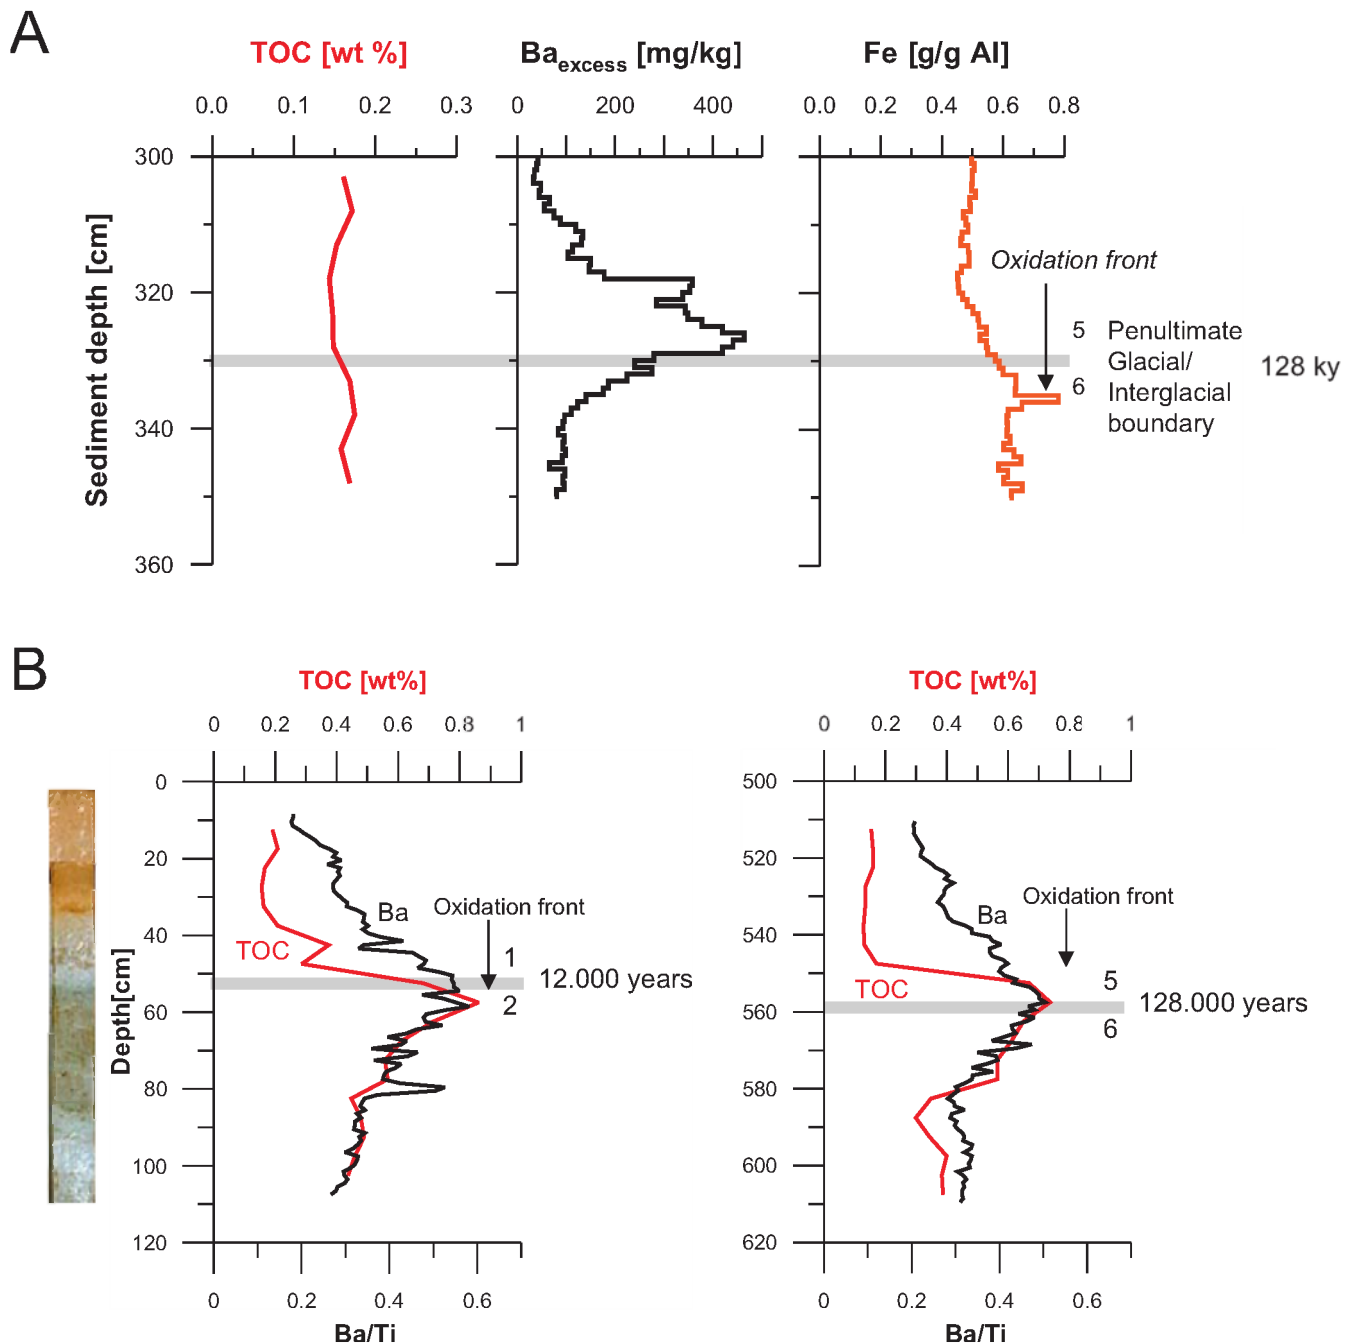 A
TOC [wt %]
Ba_excess [mg/kg]
Fe [g/g Al]
0.0 0.1 0.2 0.3
0 200 400
0.0 0.2 0.4 0.6 0.8
300
320
340
360
Sediment depth [cm]
Oxidation front
5
6
Penultimate
Glacial/
Interglacial
boundary
128 ky
B
TOC [wt%]
0 0.2 0.4 0.6 0.8 1
0
20
40
60
80
100
120
Depth[cm]
Ba
TOC
Oxidation front
1
2
12.000 years
0 0.2 0.4 0.6
Ba/Ti
TOC [wt%]
0 0.2 0.4 0.6 0.8 1
500
520
540
560
580
600
620
Ba
TOC
Oxidation front
5
6
128.000 years
0 0.2 0.4 0.6
Ba/Ti